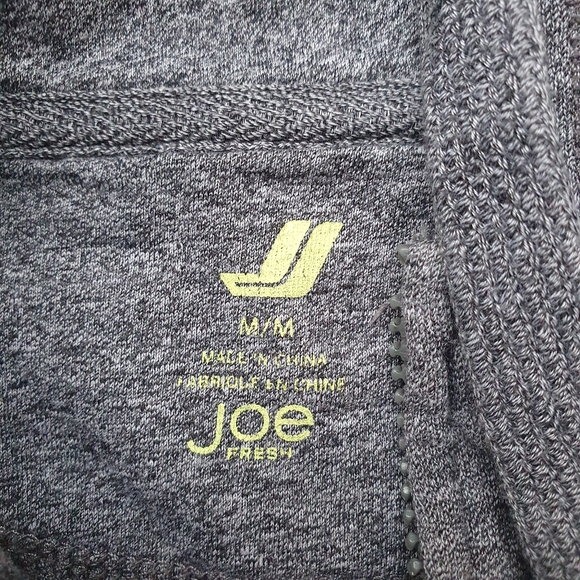 M/M
MADE IN CHINA
FABRIQUÉ EN CHINE
Joe
FRESH